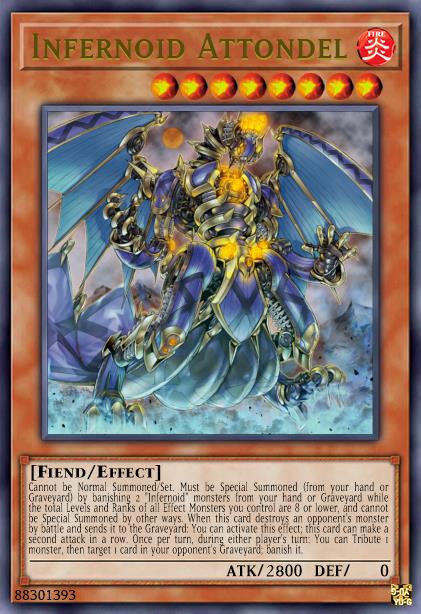 INFERNOID ATTONDEL
FIRE
炎
[FIEND/EFFECT]
Cannot be Normal Summoned/Set. Must be Special Summoned (from your hand or
Graveyard) by banishing 2 "Infernoid" monsters from your hand or Graveyard while
the total Levels and Ranks of all Effect Monsters you control are 8 or lower, and cannot
be Special Summoned by other ways. When this card destroys an opponent's monster
by battle and sends it to the Graveyard: You can activate this effect; this card can make a
second attack in a row. Once per turn, during either player's turn: You can Tribute 1
monster, then target 1 card in your opponent's Graveyard; banish it.
ATK/2800 DEF/ 0
88301393